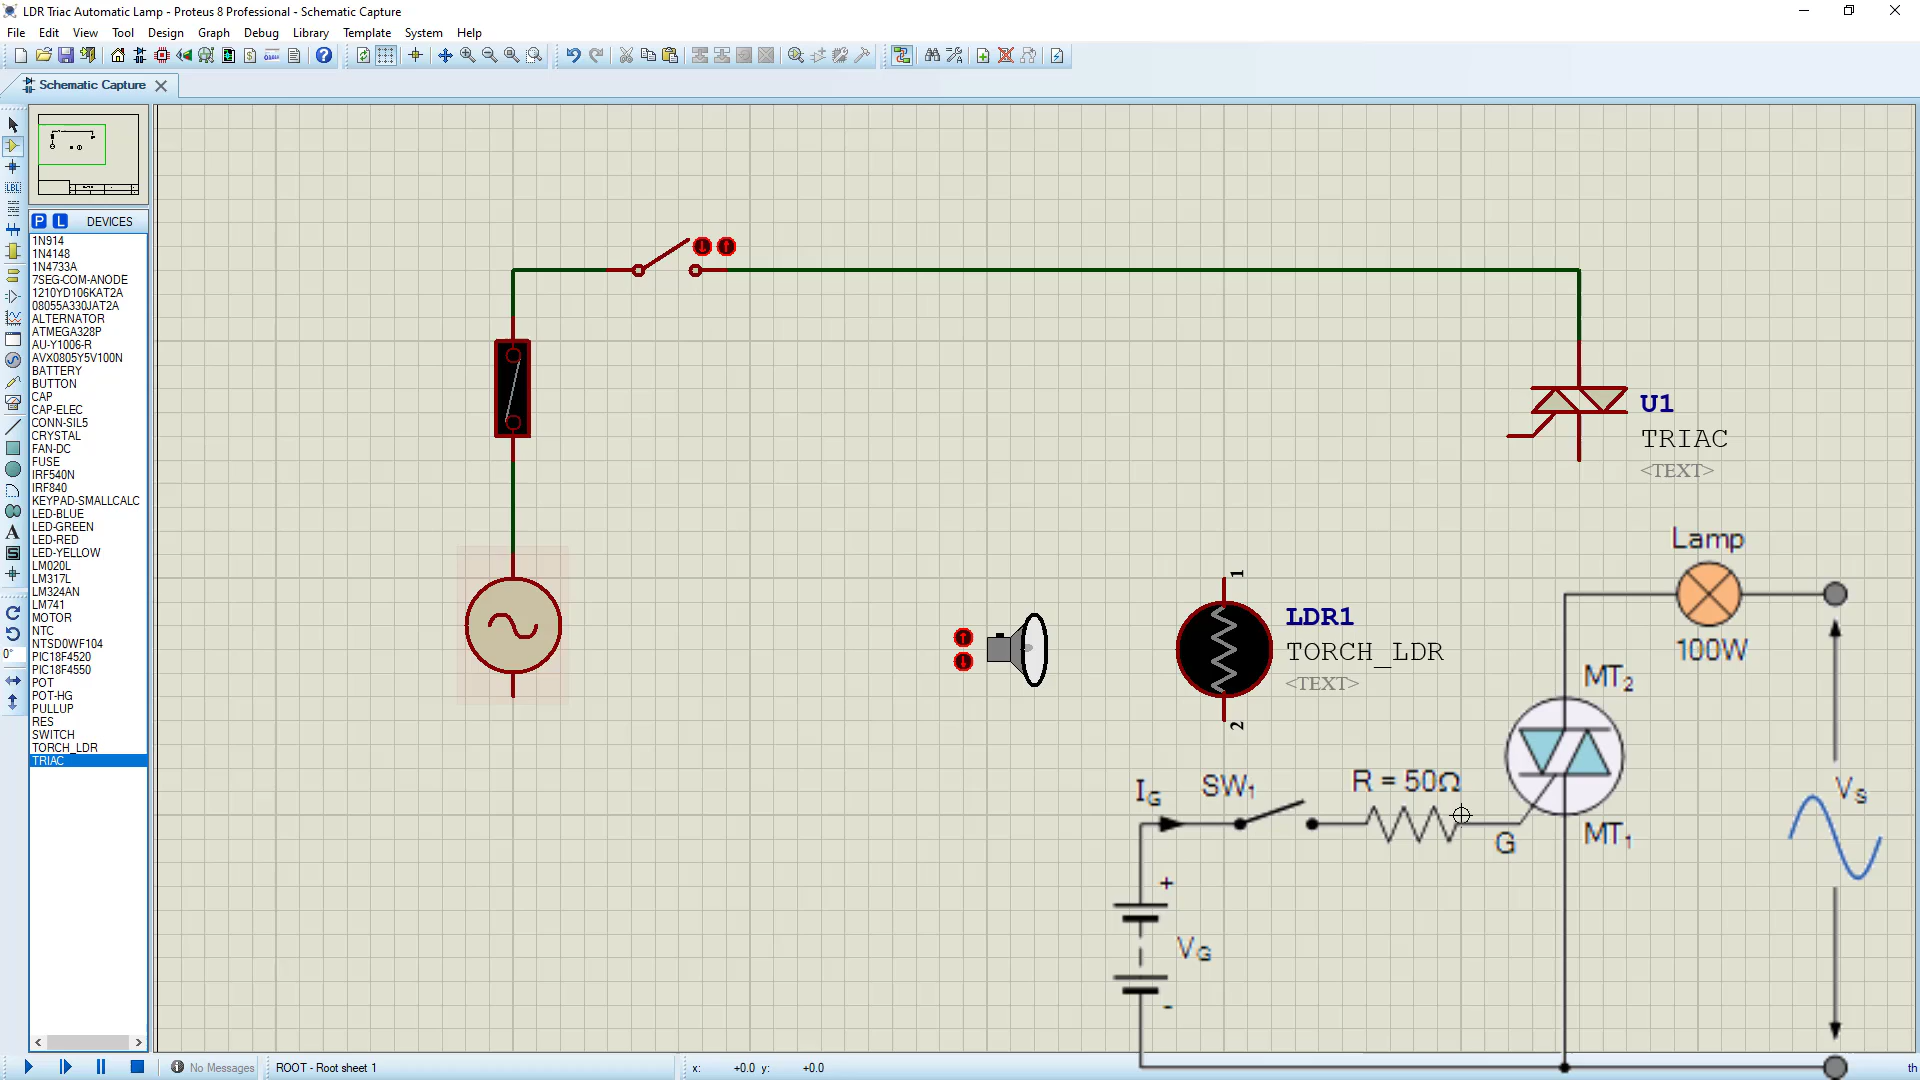 LDR Triac Automatic Lamp - Proteus 8 Professional - Schematic Capture
File Edit View Tool Design Graph Debug Library Template System Help
Schematic Capture
P L DEVICES
1N914
1N4148
1N4733A
7SEG-COM-ANODE
1210YD106KAT2A
08055A330JAT2A
ALTERNATOR
ATMEGA328P
AU-Y1006-R
AVX0805Y5V100N
BATTERY
BUTTON
CAP
CAP-ELEC
CONN-SIL5
CRYSTAL
FAN-DC
FUSE
IRF540N
IRF840
KEYPAD-SMALLCALC
LED-BLUE
LED-GREEN
LED-RED
LED-YELLOW
LM020L
LM317L
LM324AN
LM741
MOTOR
NTC
NTSD0WF104
PIC18F4520
PIC18F4550
POT
POT-HG
PULLUP
RES
SWITCH
TORCH_LDR
TRIAC
LBL
A
S
0°
U1
TRIAC
<TEXT>
1
LDR1
TORCH_LDR
<TEXT>
2
Lamp
100W
MT2
SW1
R = 50Ω
IG
G
MT1
VS
+
VG
-
No Messages
ROOT - Root sheet 1
x: +0.0 y: +0.0
th